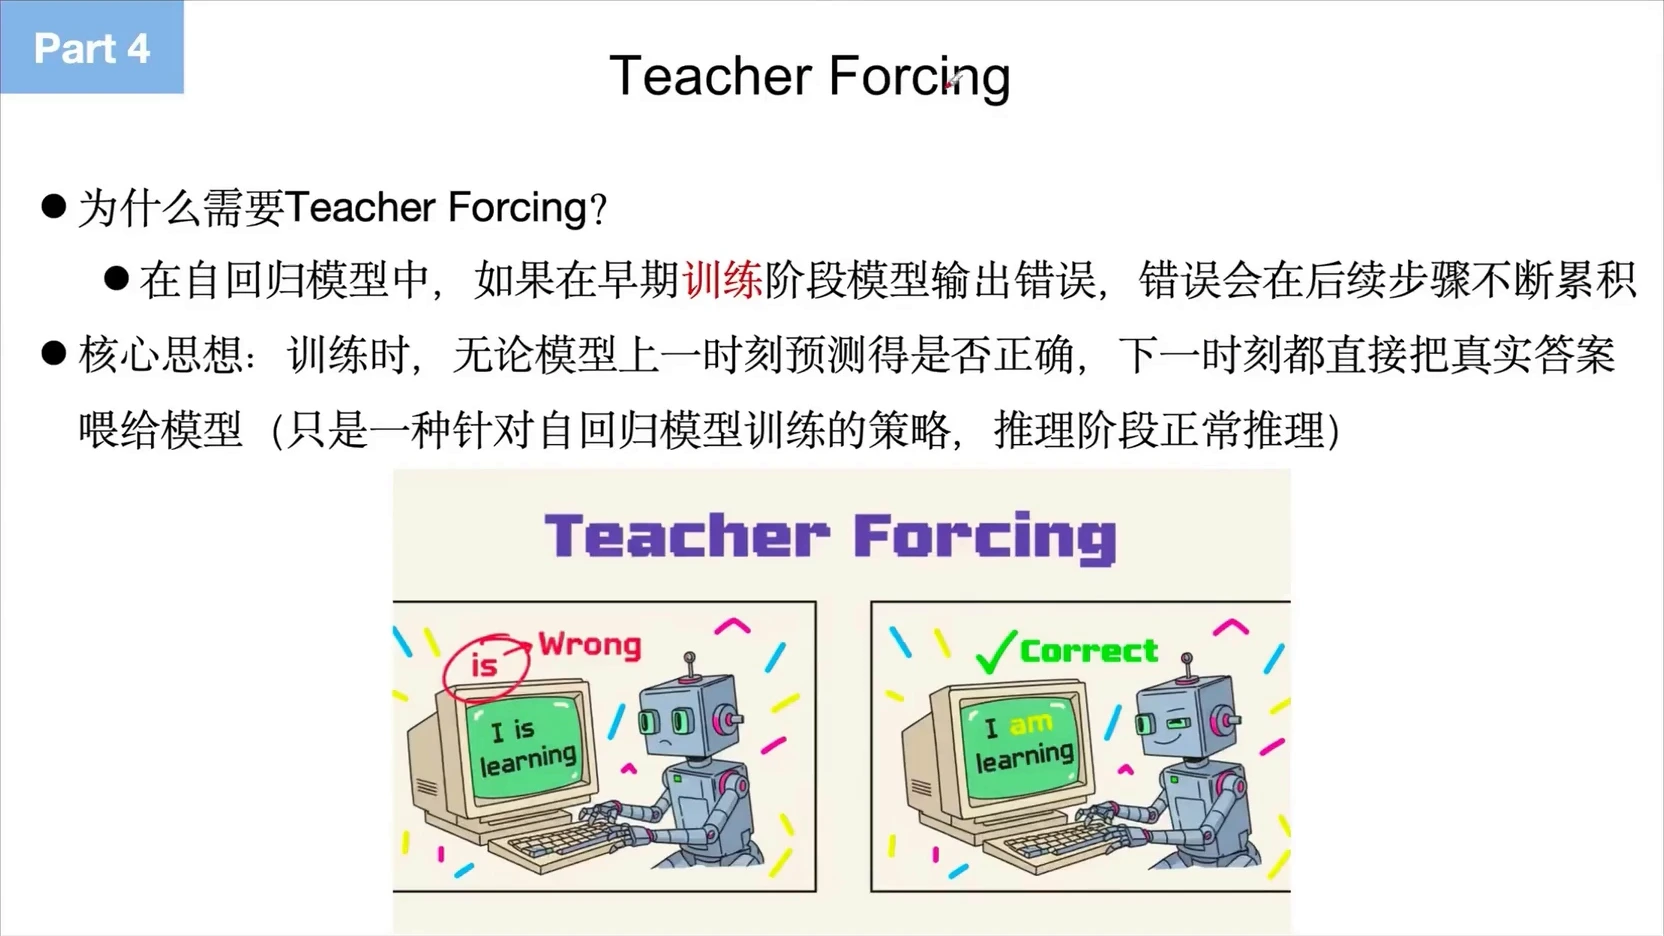 Part 4
Teacher Forcing
为什么需要Teacher Forcing?
在自回归模型中，如果在早期训练阶段模型输出错误，错误会在后续步骤不断累积
核心思想：训练时，无论模型上一时刻预测得是否正确，下一时刻都直接把真实答案
喂给模型（只是一种针对自回归模型训练的策略，推理阶段正常推理）
Teacher Forcing
is
Wrong
I is
learning
Correct
I am
learning